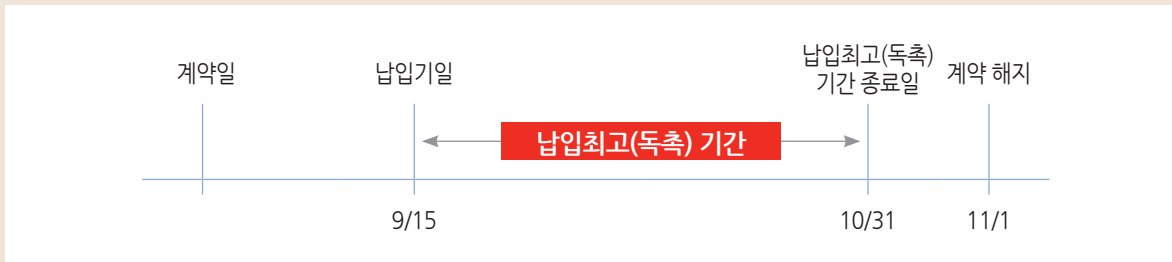 계약일
납입기일
납입최고(독촉)
기간 종료일
계약 해지
납입최고(독촉) 기간
9/15
10/31
11/1